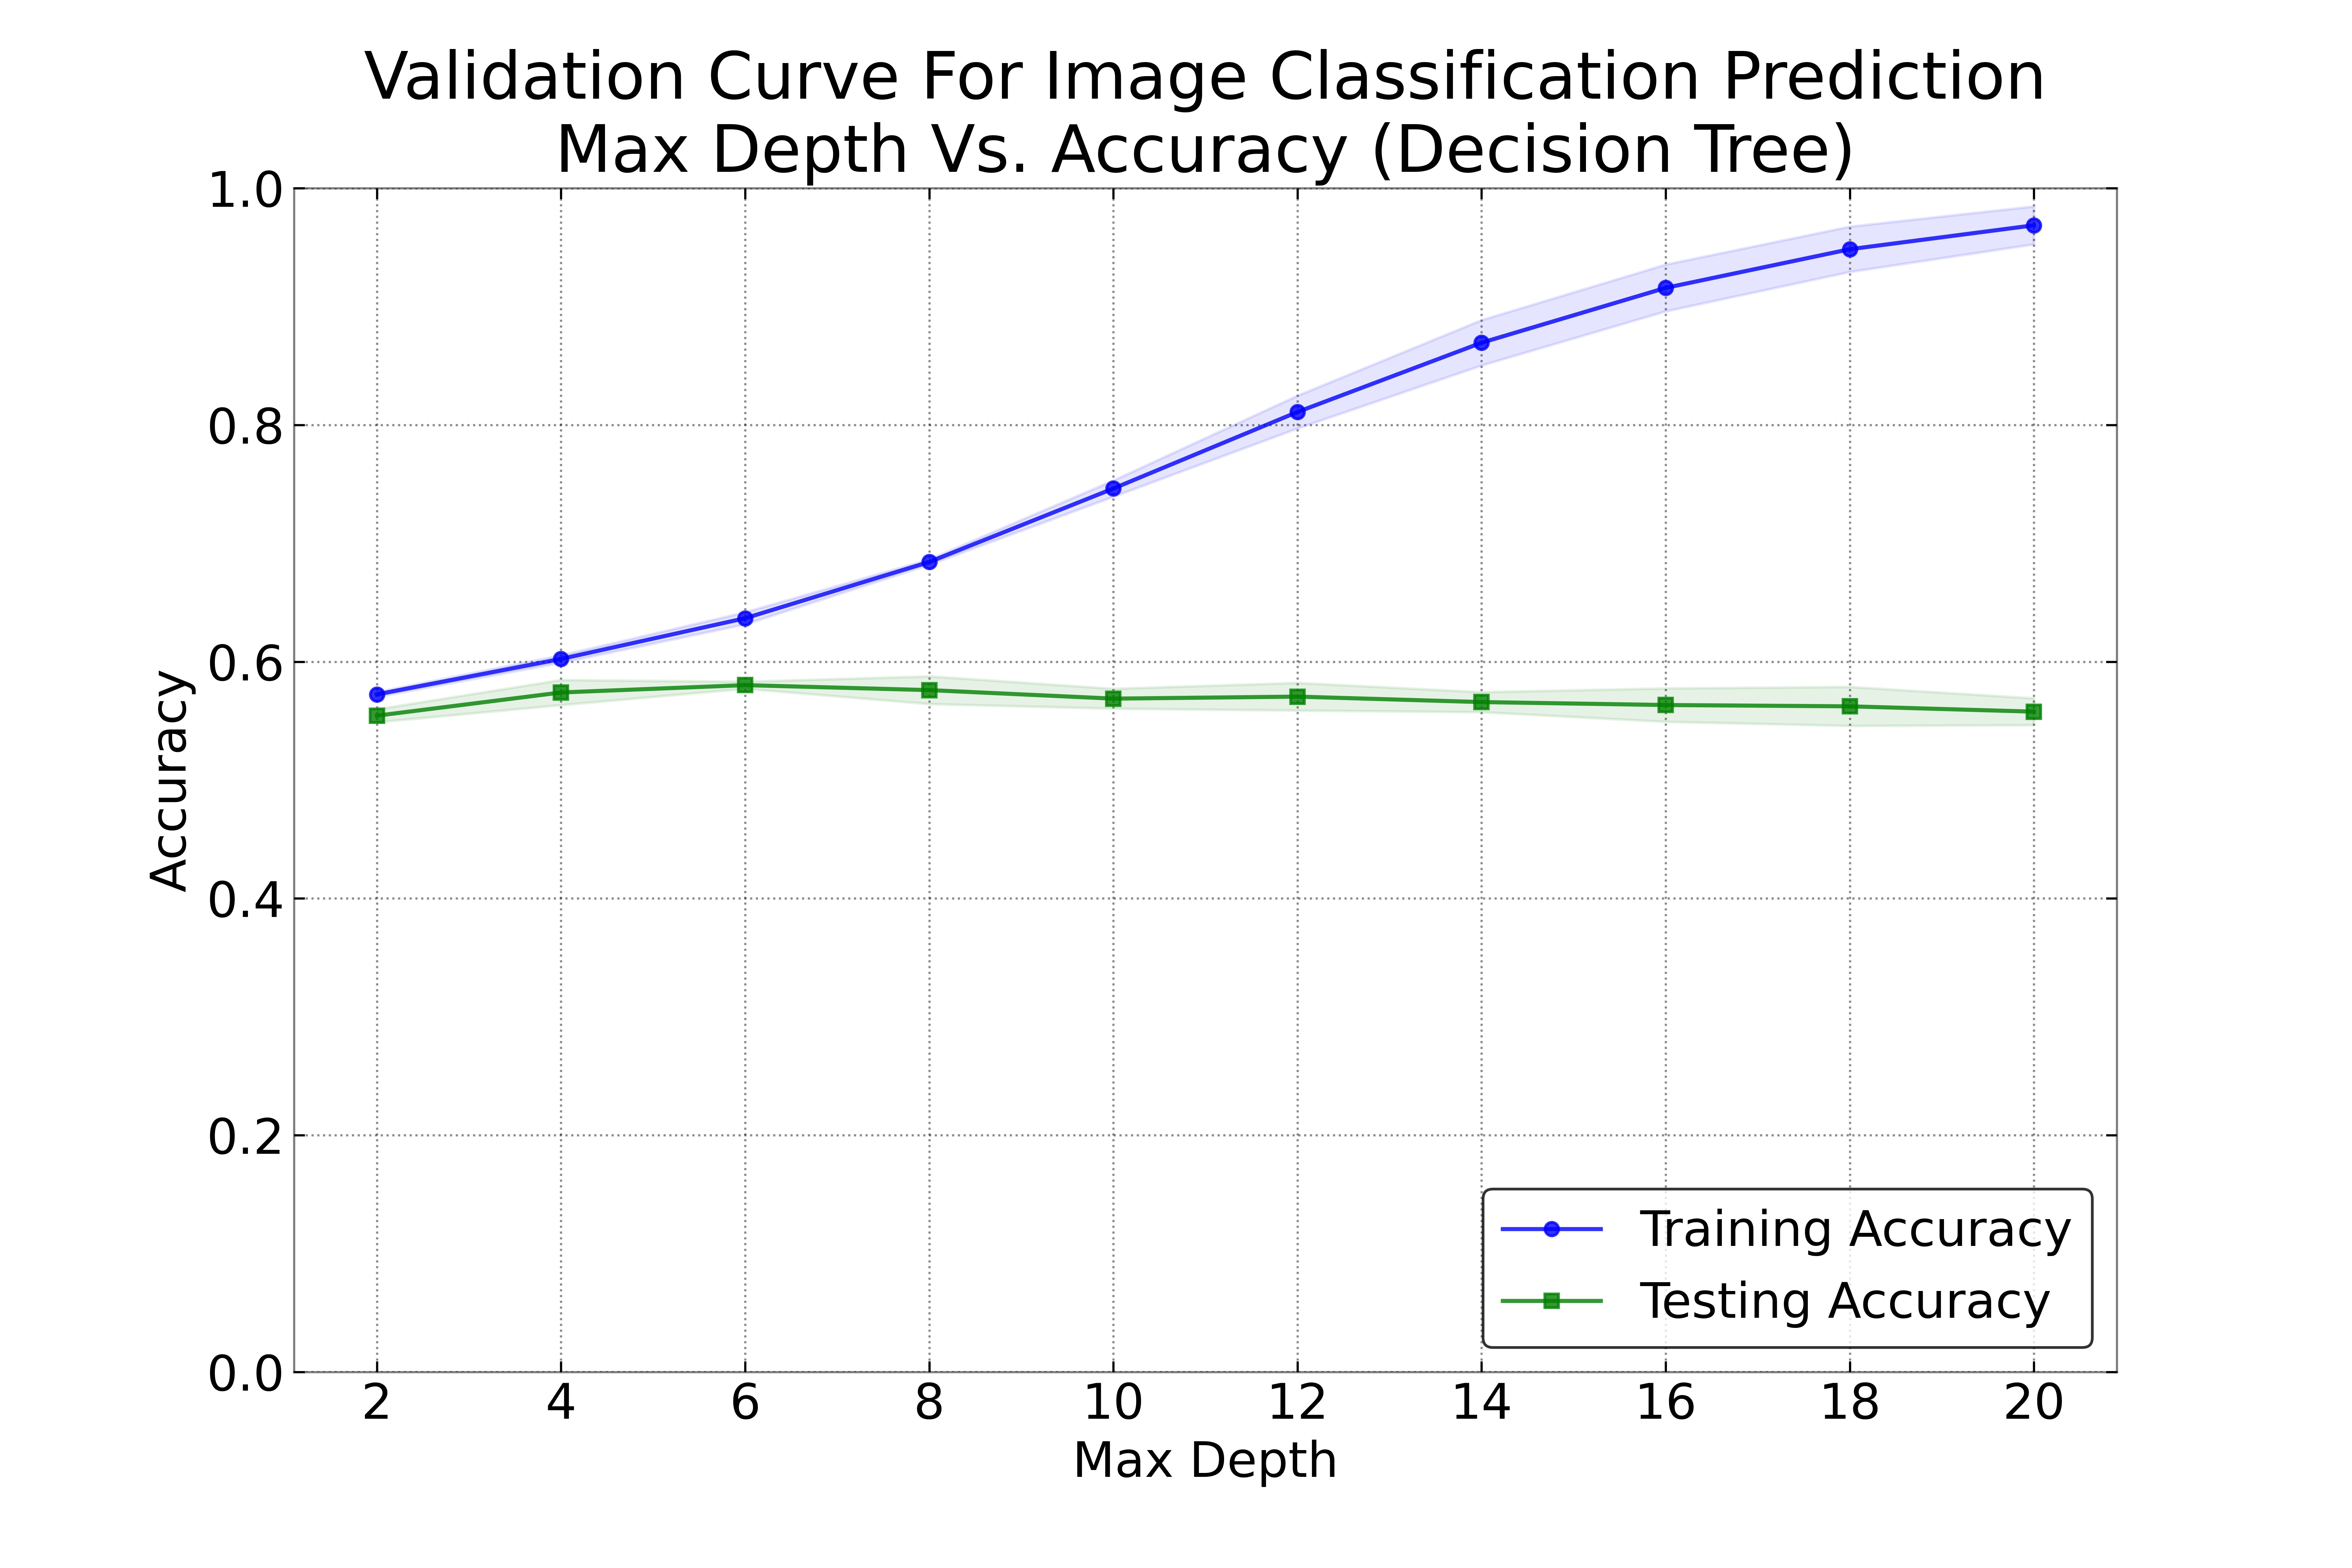 Validation Curve For Image Classification Prediction
Max Depth Vs. Accuracy (Decision Tree)
1.0
0.8
0.6
0.4
0.2
0.0
Accuracy
2 4 6 8 10 12 14 16 18 20
Max Depth
Training Accuracy
Testing Accuracy